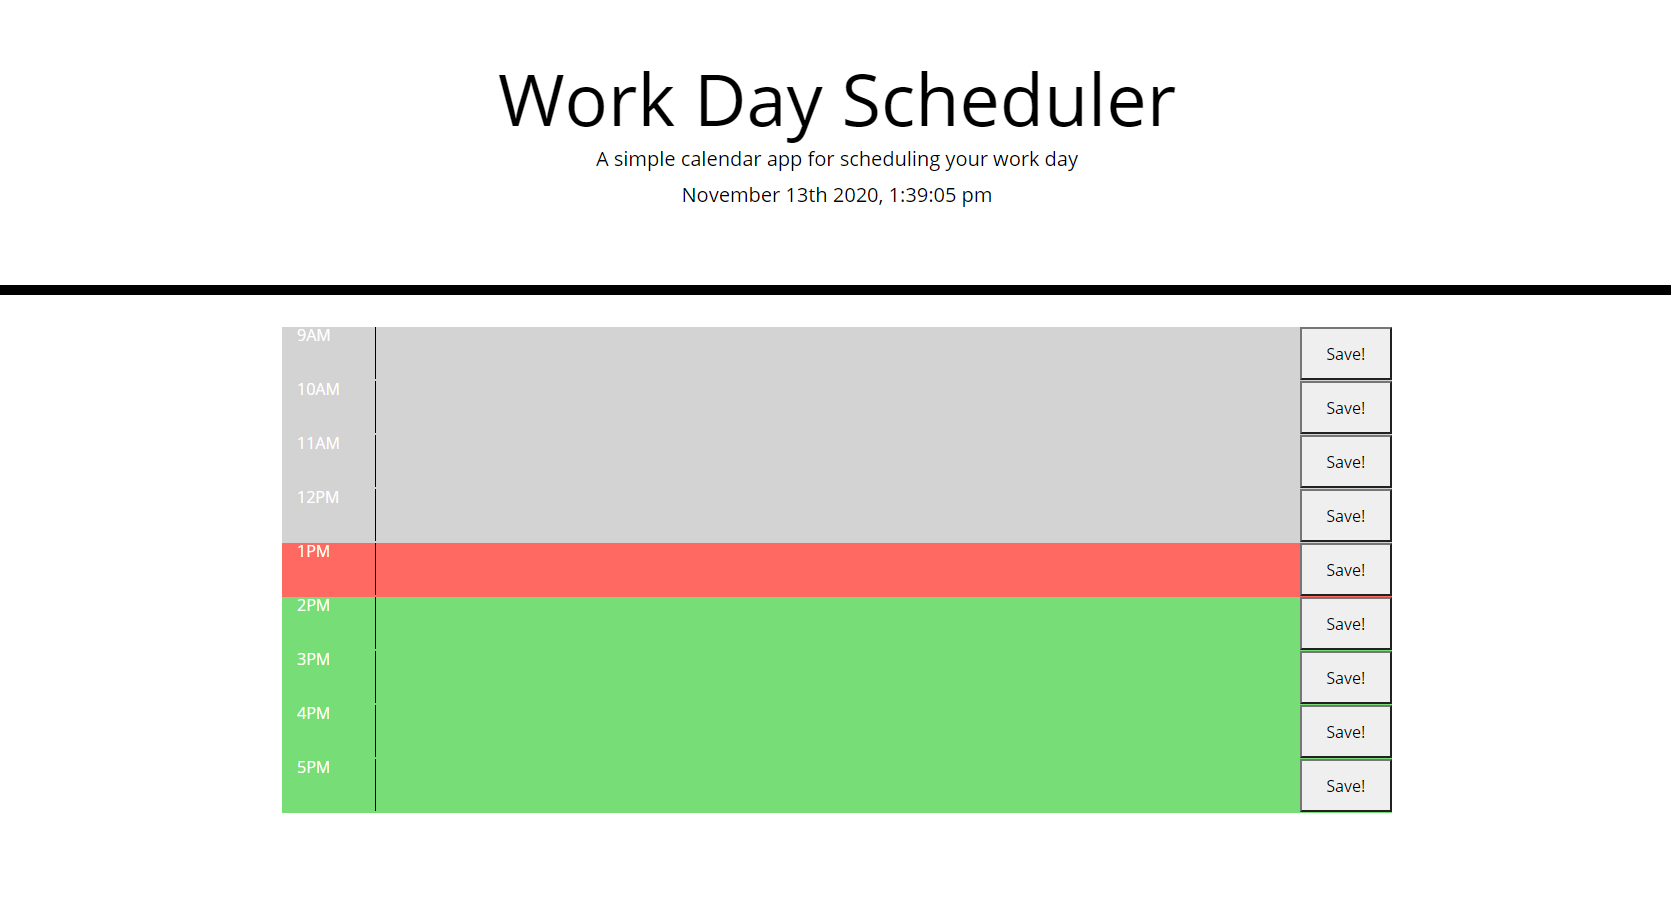 Work Day Scheduler
A simple calendar app for scheduling your work day
November 13th 2020, 1:39:05 pm
9AM Save!
10AM Save!
11AM Save!
12PM Save!
1PM Save!
2PM Save!
3PM Save!
4PM Save!
5PM Save!